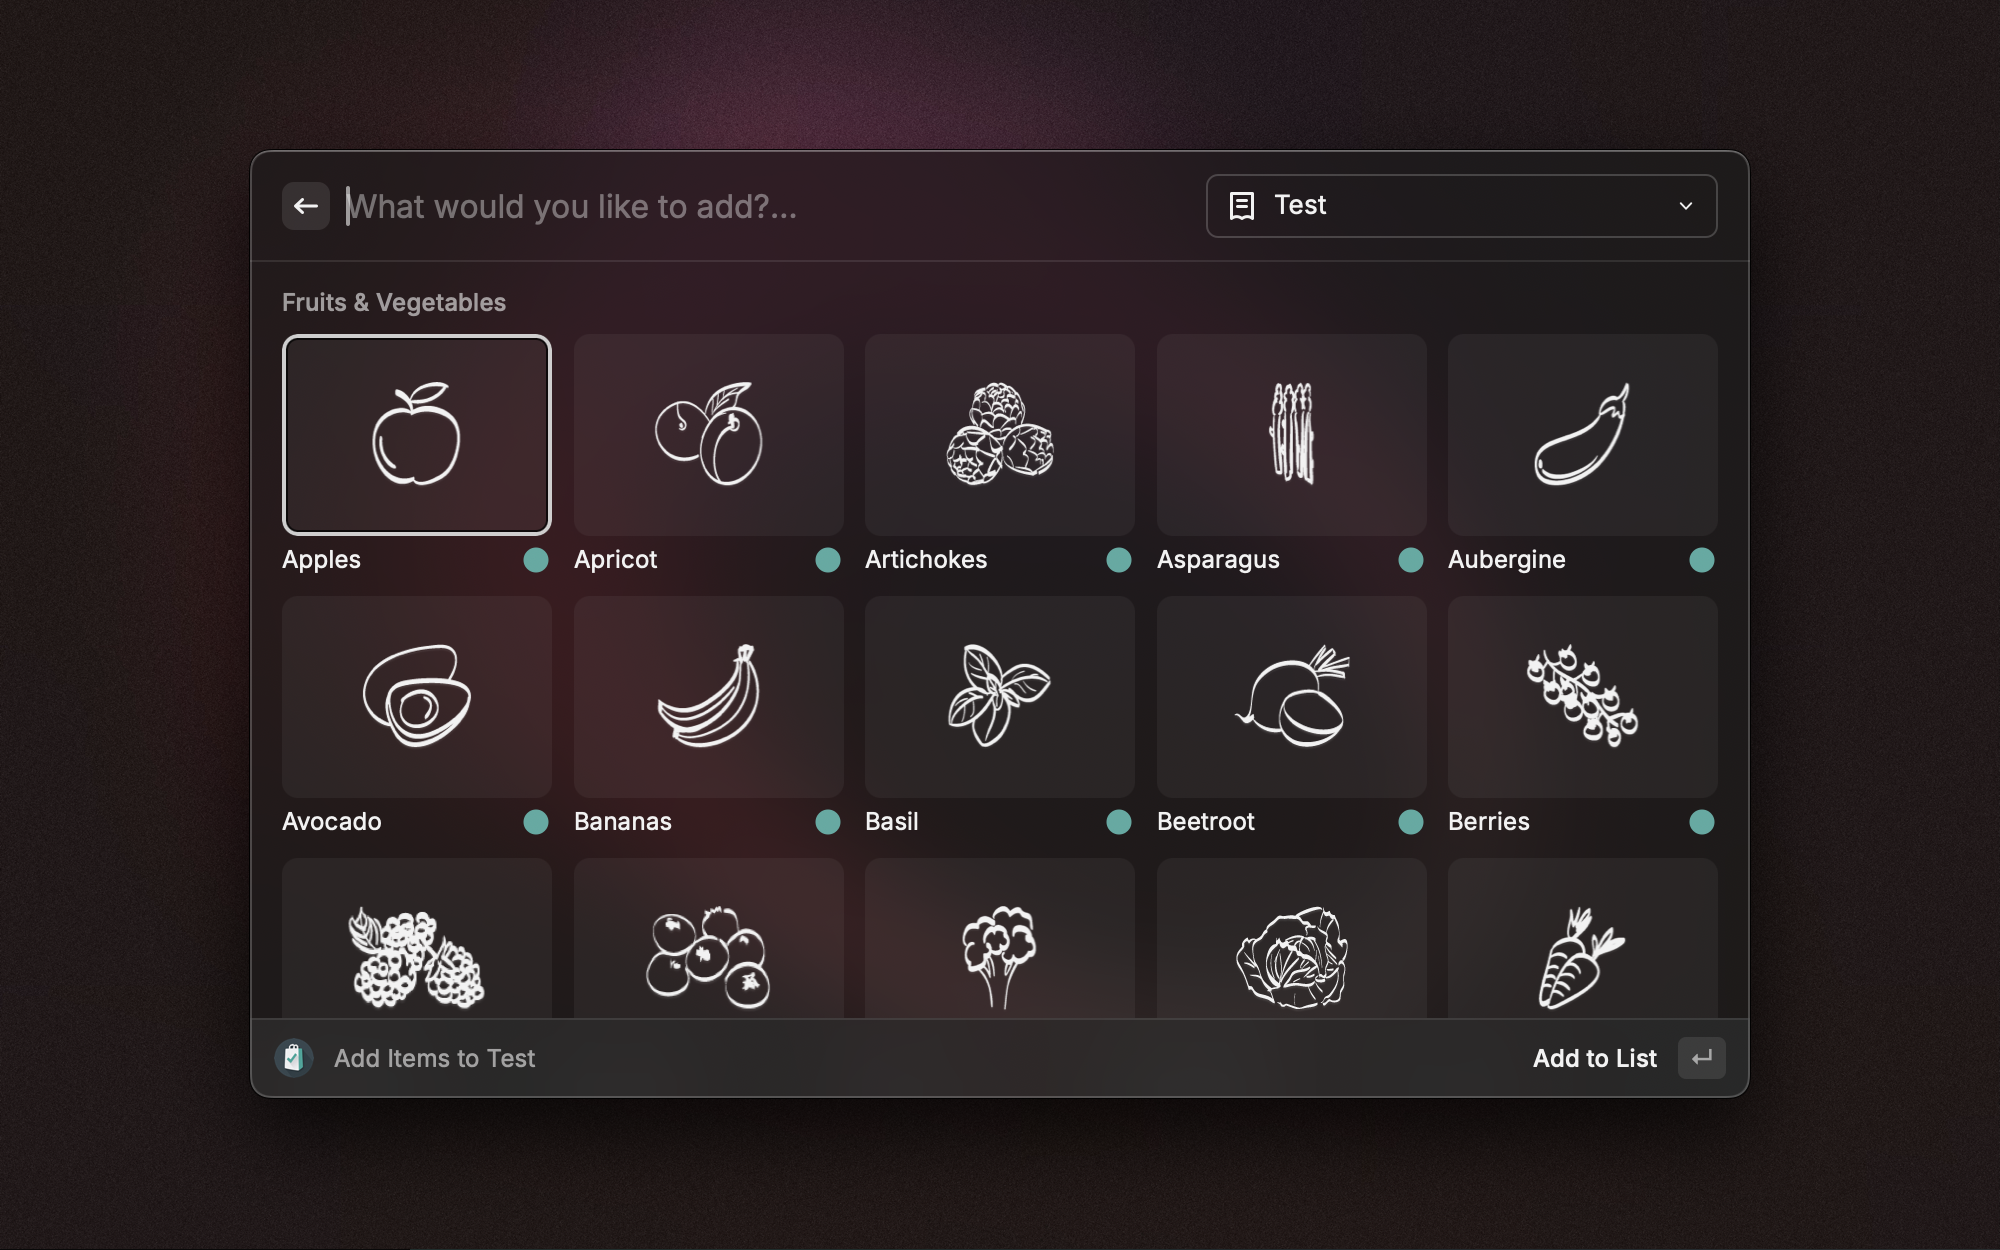 What would you like to add?...
Test
Fruits & Vegetables
Apples
Apricot
Artichokes
Asparagus
Aubergine
Avocado
Bananas
Basil
Beetroot
Berries
Add Items to Test
Add to List